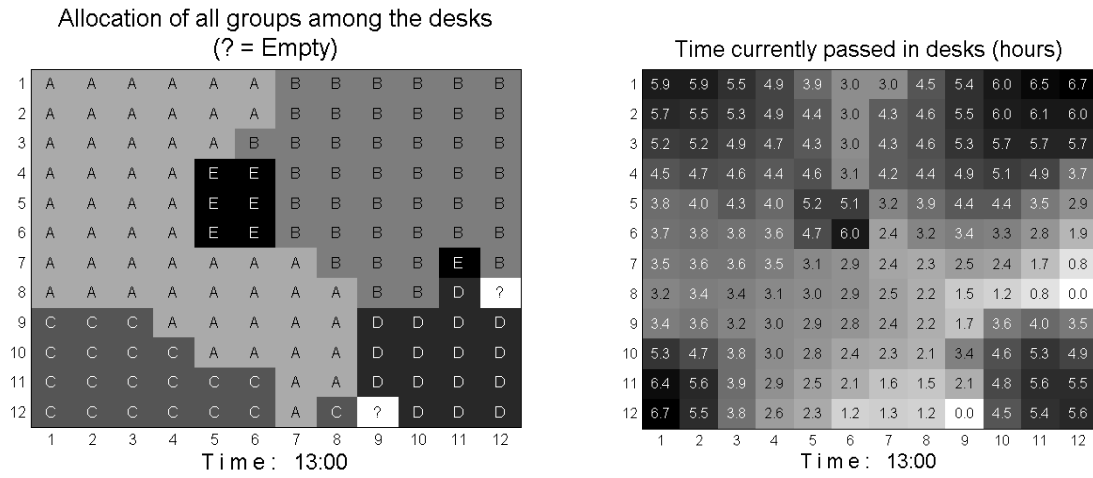 Allocation of all groups among the desks
(? = Empty)
1 A A A A A A B B B B B B
2 A A A A A A B B B B B B
3 A A A A A B B B B B B B
4 A A A A E E B B B B B B
5 A A A A E E B B B B B B
6 A A A A E E B B B B B B
7 A A A A A A A B B B E B
8 A A A A A A A A B B D ?
9 C C C A A A A A D D D D
10 C C C C A A A A D D D D
11 C C C C C C A A D D D D
12 C C C C C C A C ? D D D
1 2 3 4 5 6 7 8 9 10 11 12
Time: 13:00
Time currently passed in desks (hours)
1 5.9 5.9 5.5 4.9 3.9 3.0 3.0 4.5 5.4 6.0 6.5 6.7
2 5.7 5.5 5.3 4.9 4.4 3.0 4.3 4.6 5.5 6.0 6.1 6.0
3 5.2 5.2 4.9 4.7 4.3 3.0 4.3 4.6 5.3 5.7 5.7 5.7
4 4.5 4.7 4.6 4.4 4.6 3.1 4.2 4.4 4.9 5.1 4.9 3.7
5 3.8 4.0 4.3 4.0 5.2 5.1 3.2 3.9 4.4 4.4 3.5 2.9
6 3.7 3.8 3.8 3.6 4.7 6.0 2.4 3.2 3.4 3.3 2.8 1.9
7 3.5 3.6 3.6 3.5 3.1 2.9 2.4 2.3 2.5 2.4 1.7 0.8
8 3.2 3.4 3.4 3.1 3.0 2.9 2.5 2.2 1.5 1.2 0.8 0.0
9 3.4 3.6 3.2 3.0 2.9 2.8 2.4 2.2 1.7 3.6 4.0 3.5
10 5.3 4.7 3.8 3.0 2.8 2.4 2.3 2.1 3.4 4.6 5.3 4.9
11 6.4 5.6 3.9 2.9 2.5 2.1 1.6 1.5 2.1 4.8 5.6 5.5
12 6.7 5.5 3.8 2.6 2.3 1.2 1.3 1.2 0.0 4.5 5.4 5.6
1 2 3 4 5 6 7 8 9 10 11 12
Time: 13:00